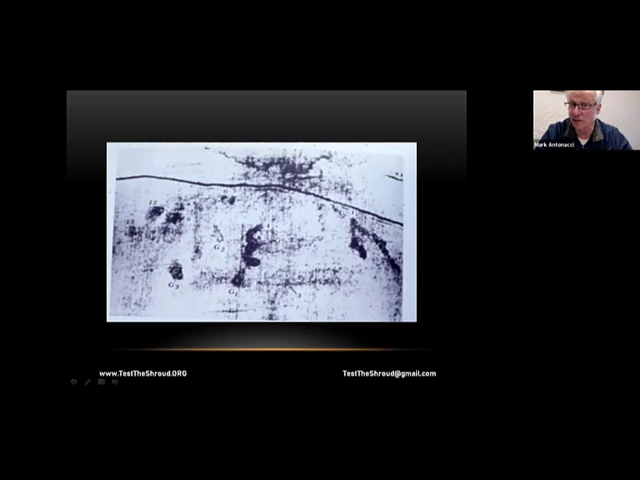 Mark Antonacci
G
G
www.TestTheShroud.ORG
TestTheShroud@gmail.com